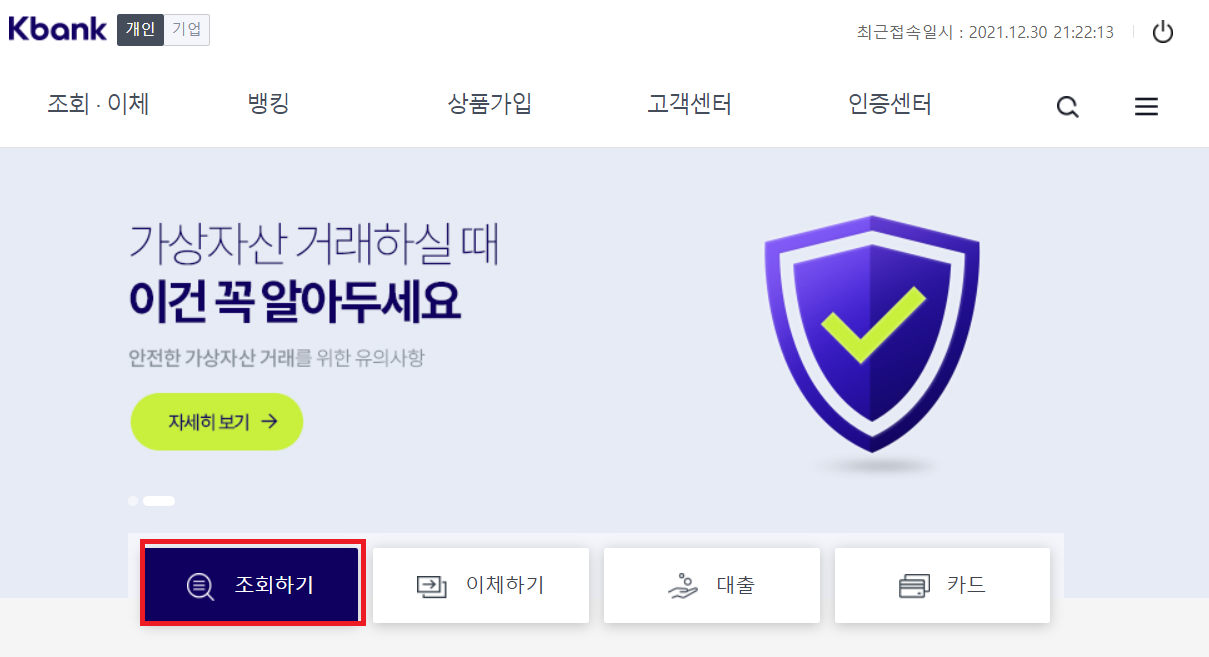 Kbank 개인 기업
최근접속일시 : 2021.12.30 21:22:13
조회 · 이체 뱅킹 상품가입 고객센터 인증센터
가상자산 거래하실 때
이건 꼭 알아두세요
안전한 가상자산 거래를 위한 유의사항
자세히 보기 →
조회하기 이체하기 대출 카드